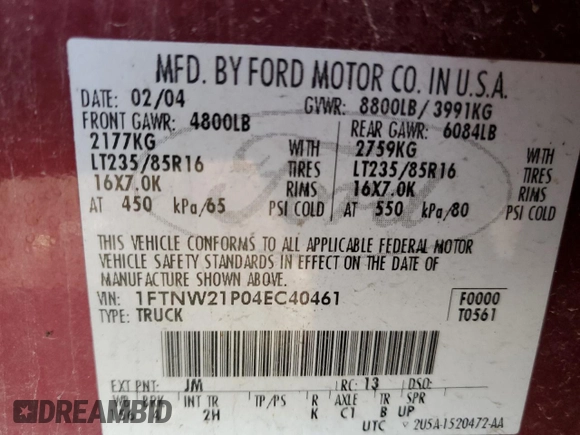 MFD. BY FORD MOTOR CO. IN U.S.A.
DATE: 02/04 GVWR: 8800LB / 3991KG
FRONT GAWR: 4800LB REAR GAWR: 6084LB
2177KG WITH 2759KG WITH
LT235/85R16 TIRES LT235/85R16 TIRES
16X7.0K RIMS 16X7.0K RIMS
AT 450 kPa/65 PSI COLD AT 550 kPa/80 PSI COLD
Ford
THIS VEHICLE CONFORMS TO ALL APPLICABLE FEDERAL MOTOR
VEHICLE SAFETY STANDARDS IN EFFECT ON THE DATE OF
MANUFACTURE SHOWN ABOVE.
VIN: 1FTNW21P04EC40461 F0000
TYPE: TRUCK T0561
EXT PNT: JM RC: 13 DSO:
WB BRK INT TR TP/PS R AXLE TR SPR
2H K C1 B UP
UTC 2U5A-1520472-AA
DREAMBID